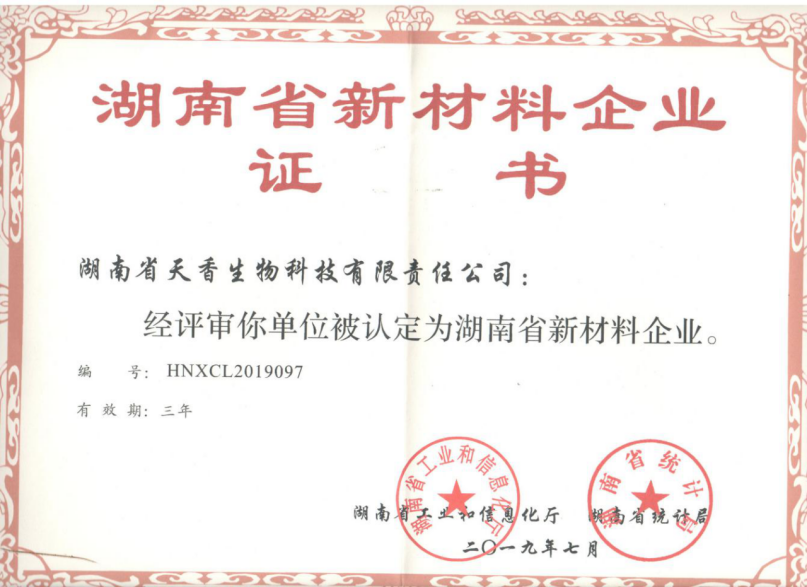 湖南省新材料企业
证 书
湖南省天香生物科技有限责任公司：
经评审你单位被认定为湖南省新材料企业。
编 号： HNXCL2019097
有 效 期：三年
湖南省工业和信息化厅
湖南省统计局
湖南省工业和信息化厅 湖南省统计局
二〇一九年七月